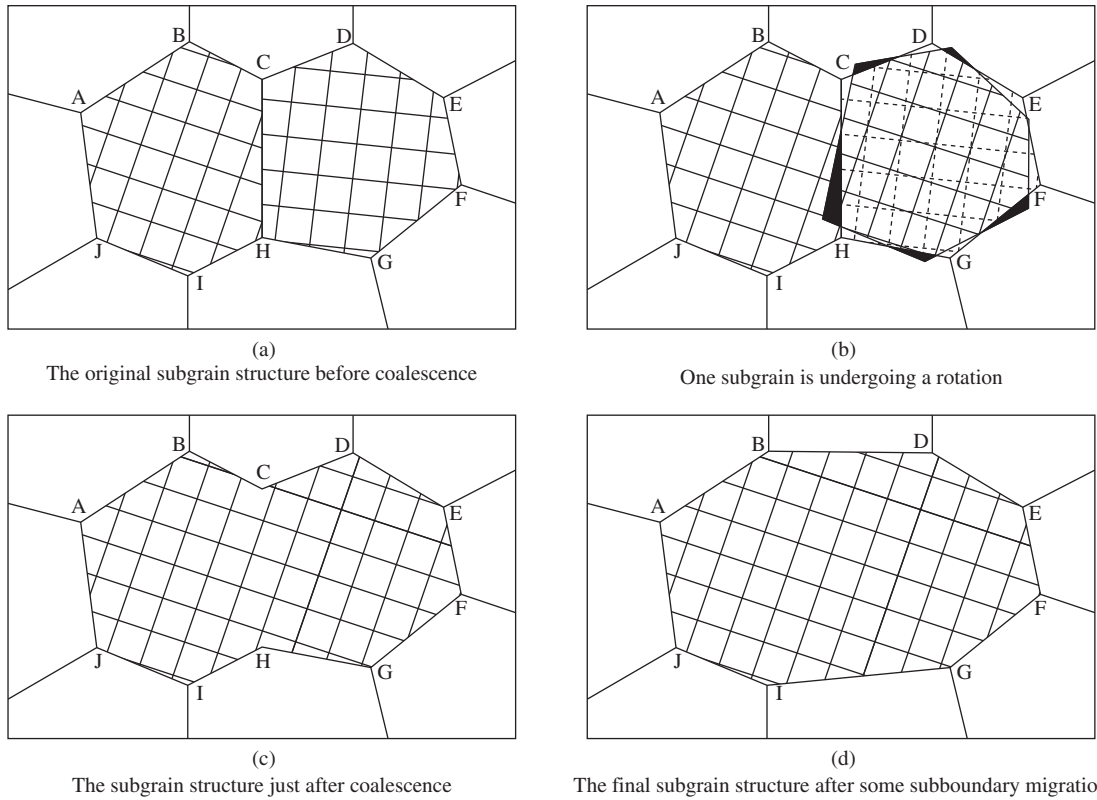 B
D
C
A
E
F
J
H
G
I
(a)
The original subgrain structure before coalescence
B
D
C
A
E
F
J
H
G
I
(b)
One subgrain is undergoing a rotation
B
D
C
A
E
F
J
H
G
I
(c)
The subgrain structure just after coalescence
B
D
A
E
F
J
G
I
(d)
The final subgrain structure after some subboundary migratio